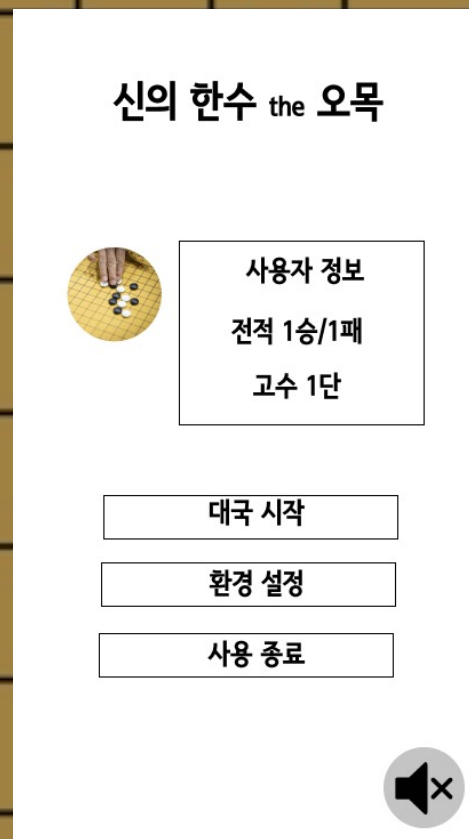 신의 한수 the 오목
사용자 정보
전적 1승/1패
고수 1단
대국 시작
환경 설정
사용 종료